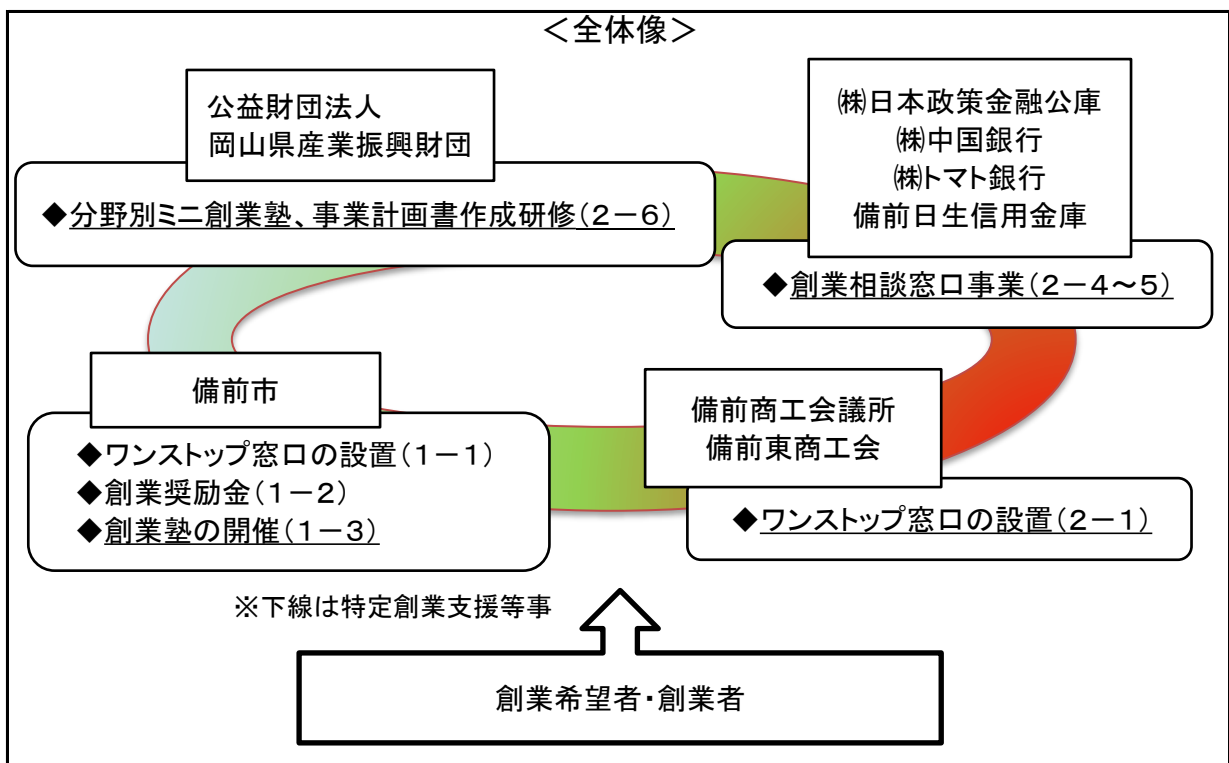 ＜全体像＞
公益財団法人
岡山県産業振興財団
◆分野別ミニ創業塾、事業計画書作成研修(２－６)
㈱日本政策金融公庫
㈱中国銀行
㈱トマト銀行
備前日生信用金庫
◆創業相談窓口事業(２－４～５)
備前市
◆ワンストップ窓口の設置(１－１)
◆創業奨励金(１－２)
◆創業塾の開催(１－３)
備前商工会議所
備前東商工会
◆ワンストップ窓口の設置(２－１)
※下線は特定創業支援等事
創業希望者・創業者